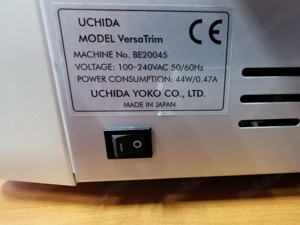 UCHIDA
MODEL VersaTrim
MACHINE No. BE20045
VOLTAGE: 100-240VAC 50/60Hz
POWER CONSUMPTION: 44W/0.47A
UCHIDA YOKO CO., LTD.
MADE IN JAPAN
CE